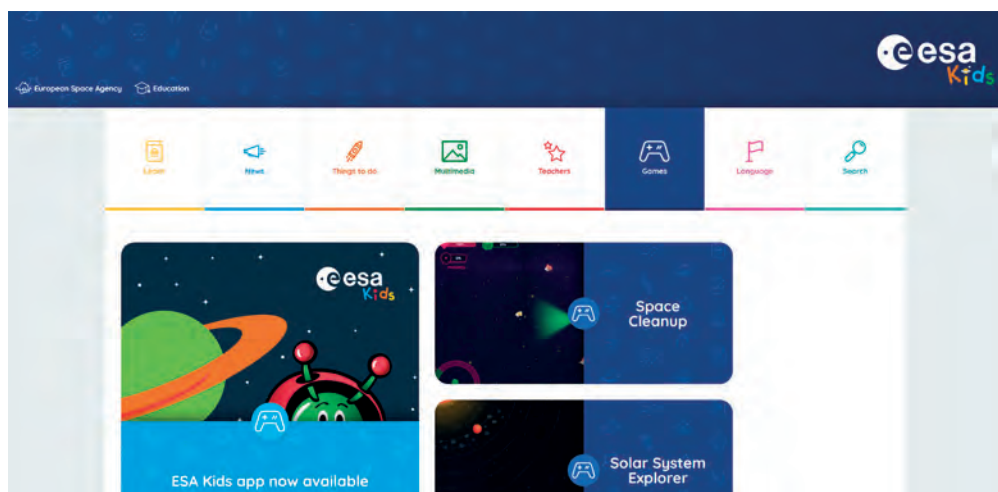 esa
Kids
European Space Agency
Education
Learn
News
Things to do
Multimedia
Teachers
Games
Language
Search
esa
Kids
Space
Cleanup
Solar System
Explorer
ESA Kids app now available